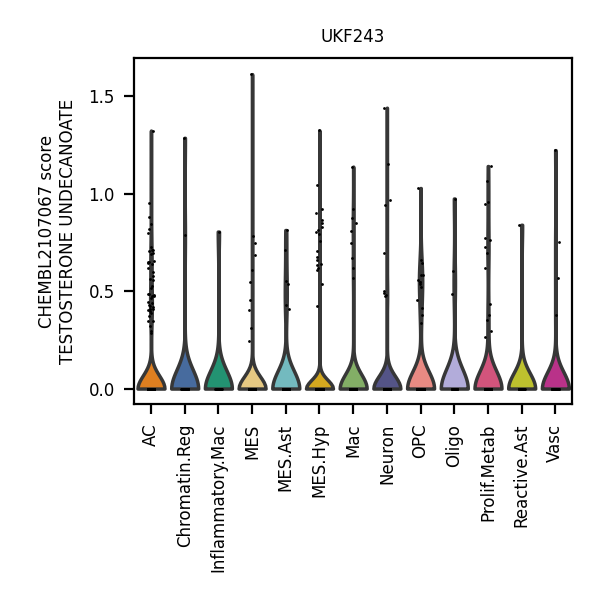 UKF243
CHEMBL2107067 score
TESTOSTERONE UNDECANOATE
1.5
1.0
0.5
0.0
AC
Chromatin.Reg
Inflammatory.Mac
MES
MES.Ast
MES.Hyp
Mac
Neuron
OPC
Oligo
Prolif.Metab
Reactive.Ast
Vasc